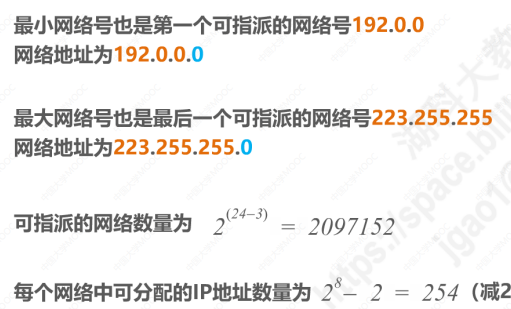 最小网络号也是第一个可指派的网络号192.0.0
网络地址为192.0.0.0
最大网络号也是最后一个可指派的网络号223.255.255
网络地址为223.255.255.0
可指派的网络数量为 2^(24−3) = 2097152
每个网络中可分配的IP地址数量为 2^8 − 2 = 254（减2
湖科大教
https://space.bili
jgao1@